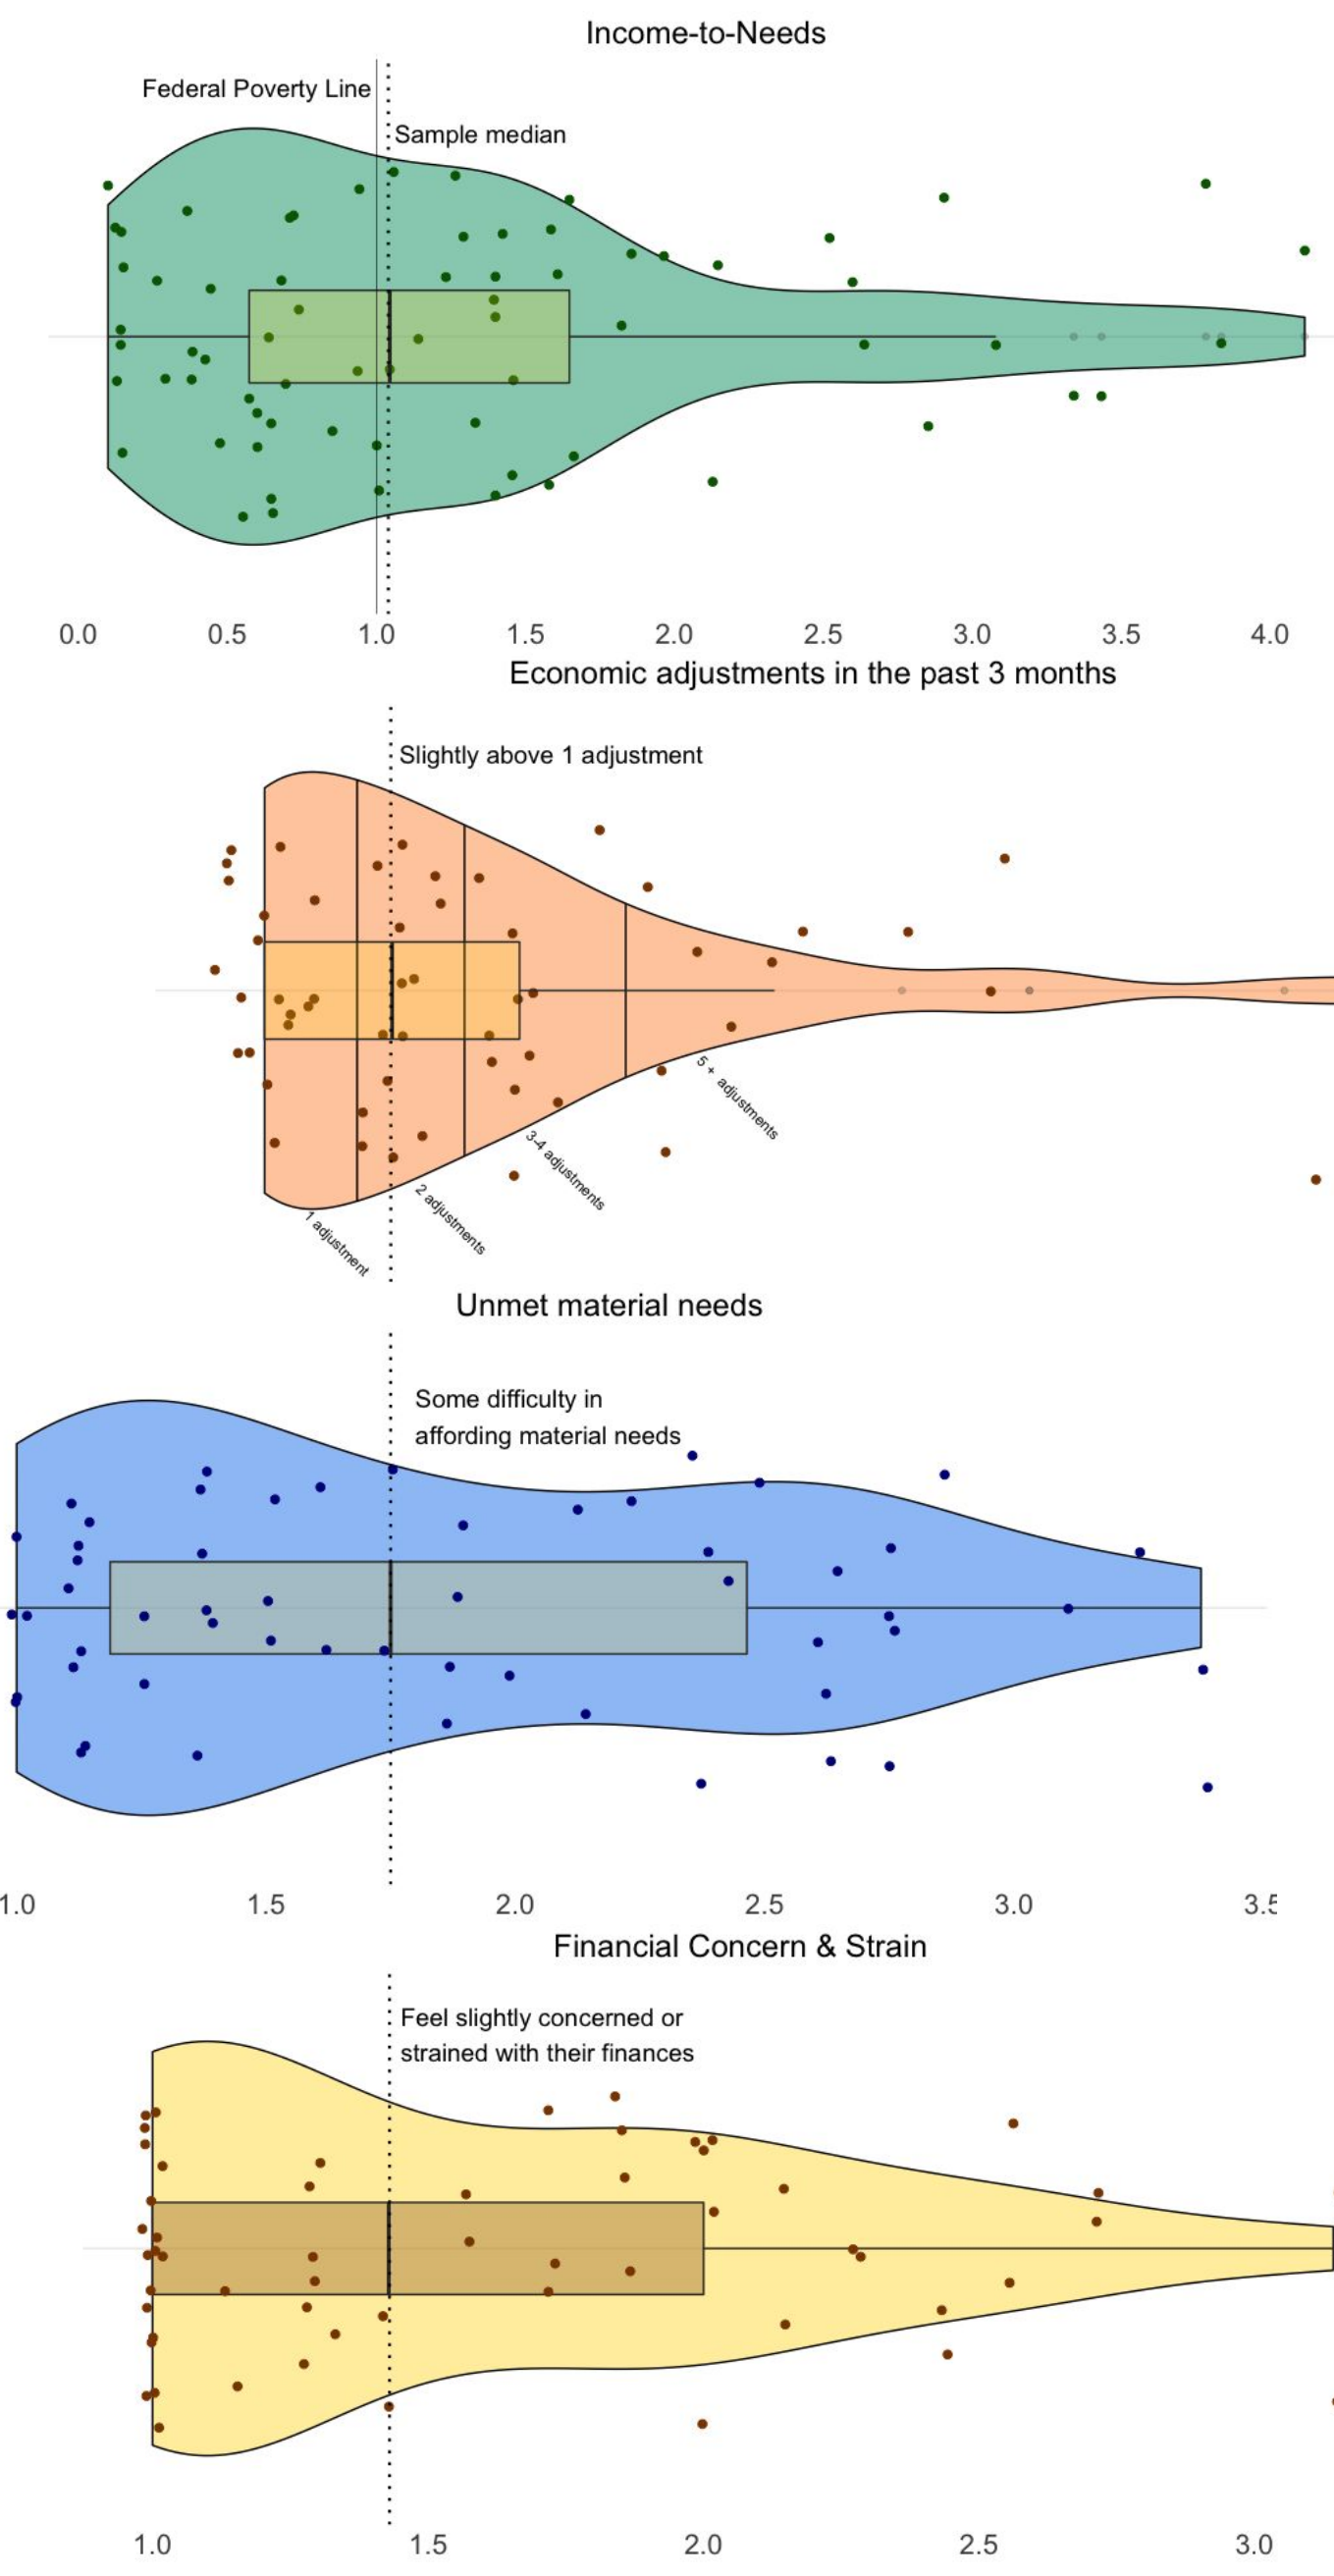 Income-to-Needs
Federal Poverty Line
Sample median
0.0 0.5 1.0 1.5 2.0 2.5 3.0 3.5 4.0
Economic adjustments in the past 3 months
Slightly above 1 adjustment
5 + adjustments
3-4 adjustments
2 adjustments
1 adjustment
Unmet material needs
Some difficulty in
affording material needs
1.0 1.5 2.0 2.5 3.0 3.5
Financial Concern & Strain
Feel slightly concerned or
strained with their finances
1.0 1.5 2.0 2.5 3.0